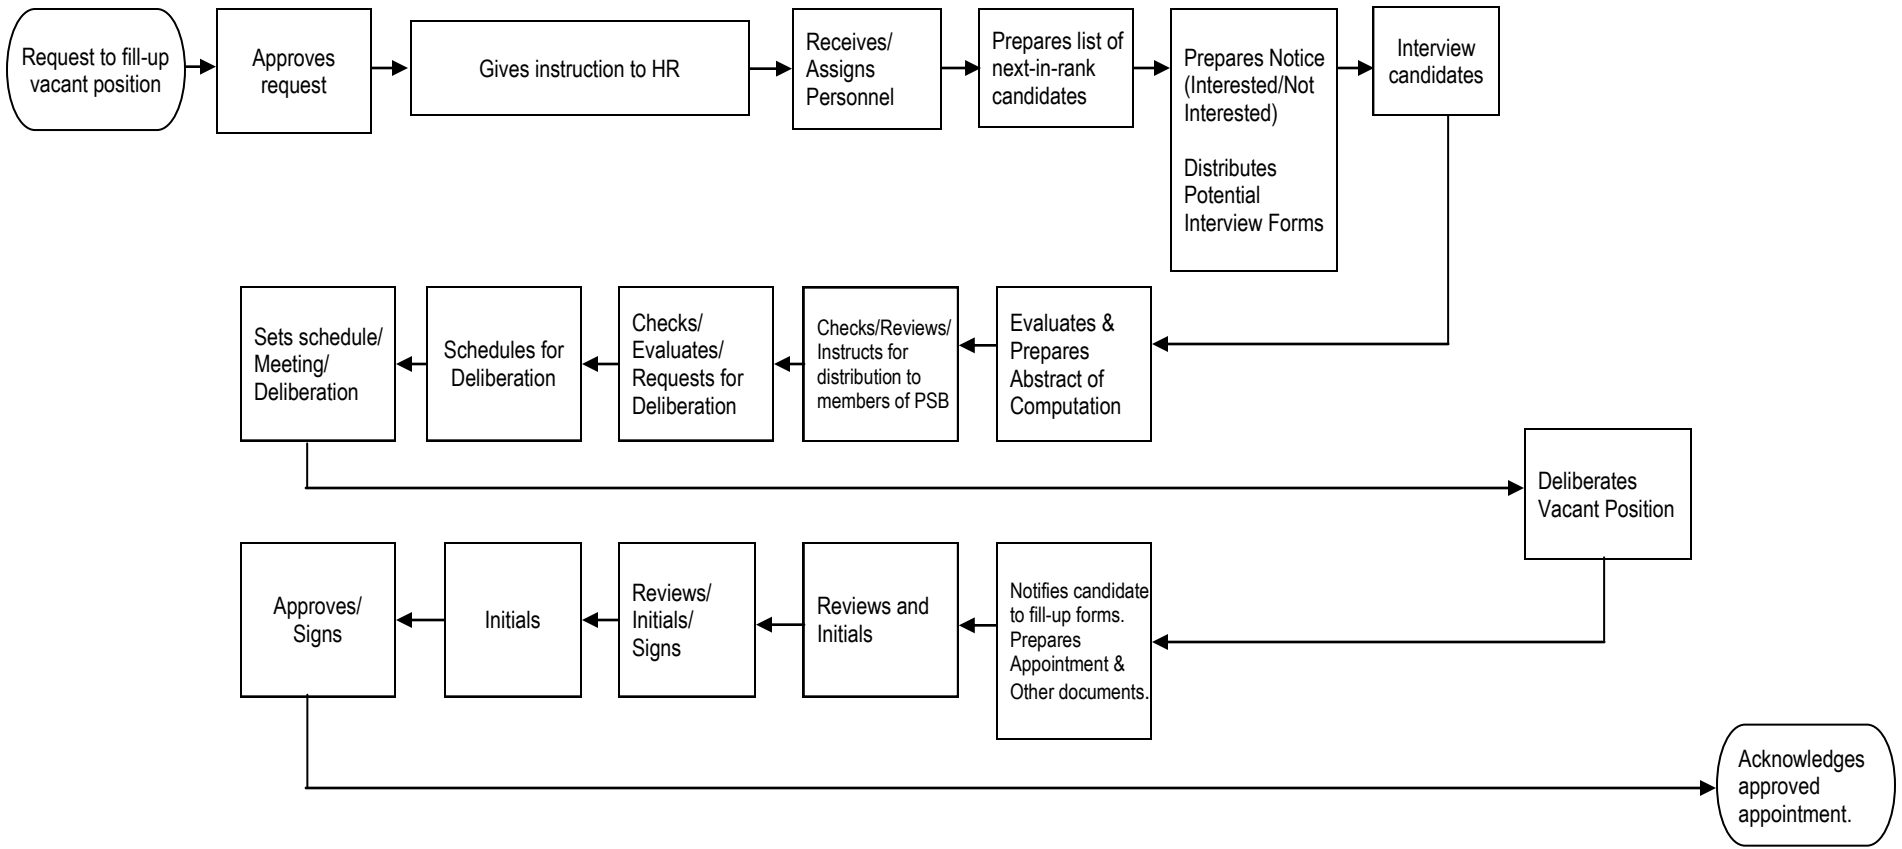 Request to fill-up
vacant position
Approves
request
Gives instruction to HR
Receives/
Assigns
Personnel
Prepares list of
next-in-rank
candidates
Prepares Notice
(Interested/Not
Interested)
Distributes
Potential
Interview Forms
Interview
candidates
Evaluates &
Prepares
Abstract of
Computation
Checks/Reviews/
Instructs for
distribution to
members of PSB
Checks/
Evaluates/
Requests for
Deliberation
Schedules for
Deliberation
Sets schedule/
Meeting/
Deliberation
Deliberates
Vacant Position
Notifies candidate
to fill-up forms.
Prepares
Appointment &
Other documents.
Reviews and
Initials
Reviews/
Initials/
Signs
Initials
Approves/
Signs
Acknowledges
approved
appointment.